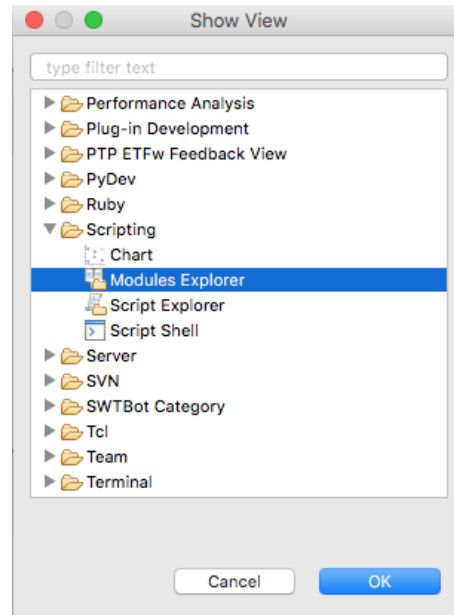 Show View
type filter text
Performance Analysis
Plug-in Development
PTP ETFw Feedback View
PyDev
Ruby
Scripting
Chart
Modules Explorer
Script Explorer
Script Shell
Server
SVN
SWTBot Category
Tcl
Team
Terminal
Cancel OK